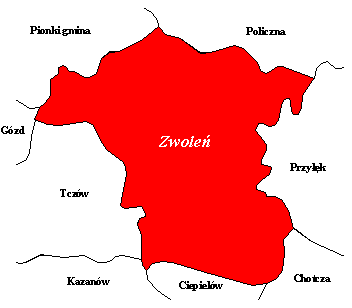 Pionki gmina
Policzna
Gózd
Zwoleń
Przyłęk
Tczów
Kazanów
Ciepielów
Chotcza